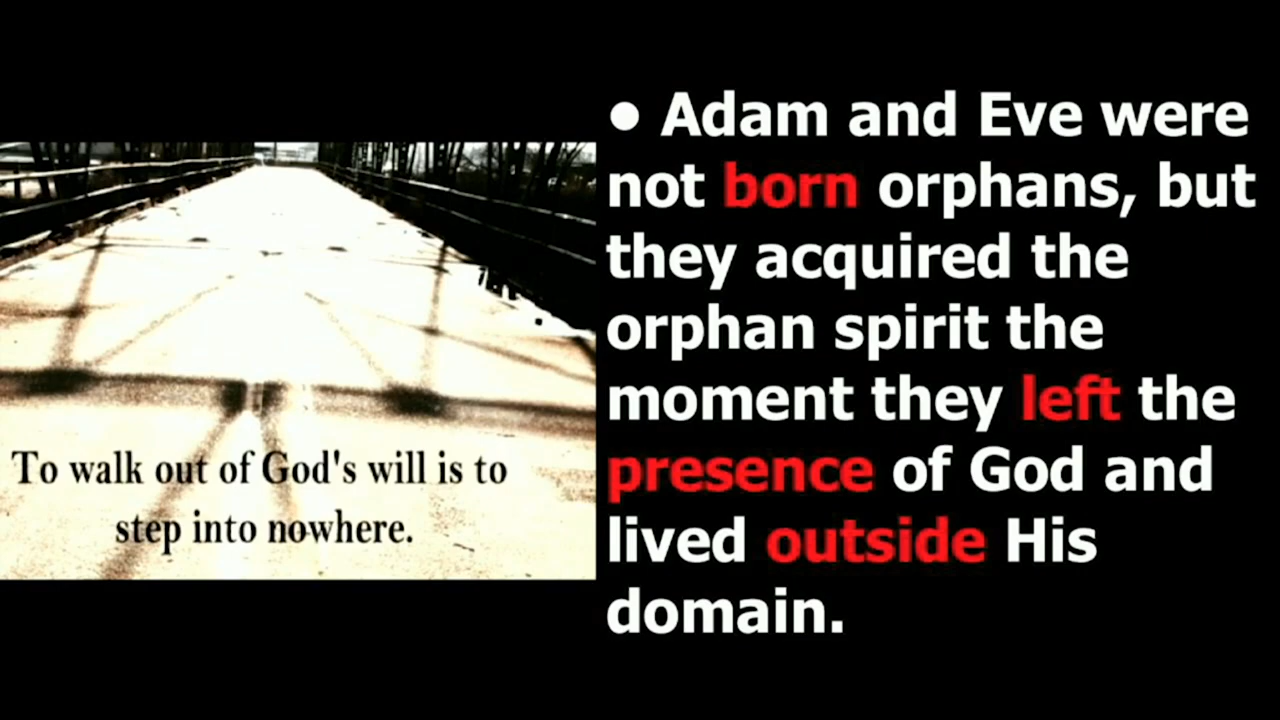 To walk out of God's will is to
step into nowhere.
● Adam and Eve were
not born orphans, but
they acquired the
orphan spirit the
moment they left the
presence of God and
lived outside His
domain.